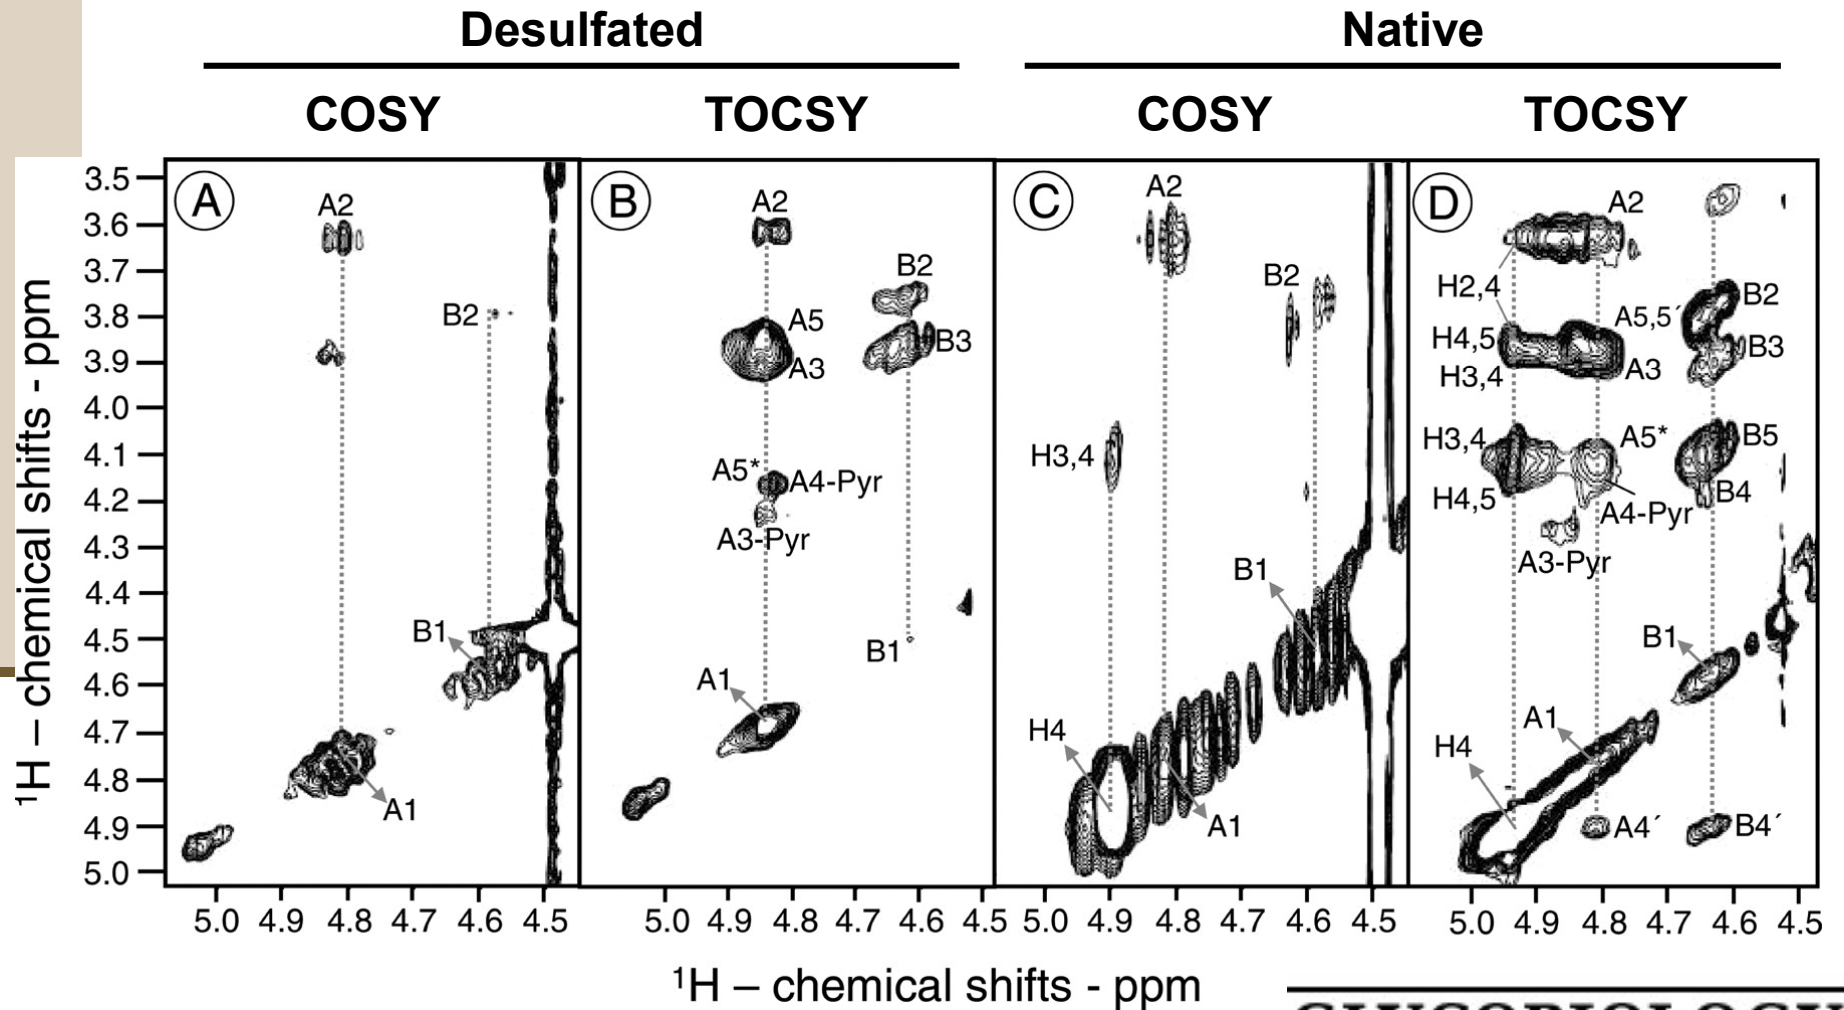 Desulfated
Native
COSY
TOCSY
COSY
TOCSY
¹H – chemical shifts - ppm
3.5
3.6
3.7
3.8
3.9
4.0
4.1
4.2
4.3
4.4
4.5
4.6
4.7
4.8
4.9
5.0
A
A2
B2
B1
A1
5.0 4.9 4.8 4.7 4.6 4.5
B
A2
B2
A5
B3
A3
A5*
A4-Pyr
A3-Pyr
B1
A1
5.0 4.9 4.8 4.7 4.6 4.5
C
A2
B2
H3,4
B1
H4
A1
5.0 4.9 4.8 4.7 4.6 4.5
D
A2
H2,4
B2
A5,5´
H4,5
B3
A3
H3,4
H3,4
A5*
B5
H4,5
B4
A4-Pyr
A3-Pyr
B1
A1
H4
A4´
B4´
5.0 4.9 4.8 4.7 4.6 4.5
¹H – chemical shifts - ppm